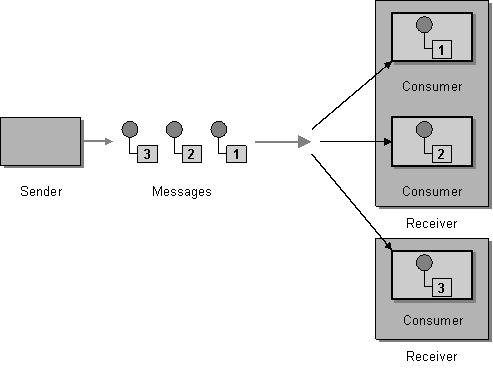 1
Consumer
3 2 1
2
Sender
Messages
Consumer
Receiver
3
Consumer
Receiver